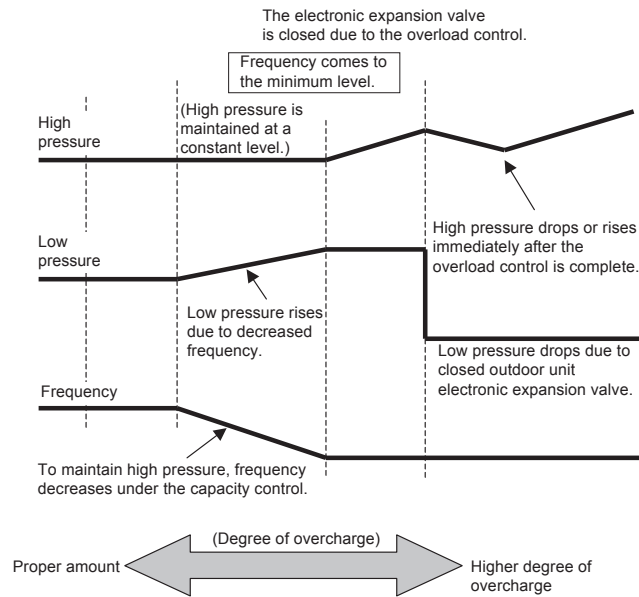 The electronic expansion valve
is closed due to the overload control.
Frequency comes to
the minimum level.
High
pressure
(High pressure is
maintained at a
constant level.)
High pressure drops or rises
immediately after the
overload control is complete.
Low
pressure
Low pressure rises
due to decreased
frequency.
Low pressure drops due to
closed outdoor unit
electronic expansion valve.
Frequency
To maintain high pressure, frequency
decreases under the capacity control.
(Degree of overcharge)
Proper amount
Higher degree of
overcharge